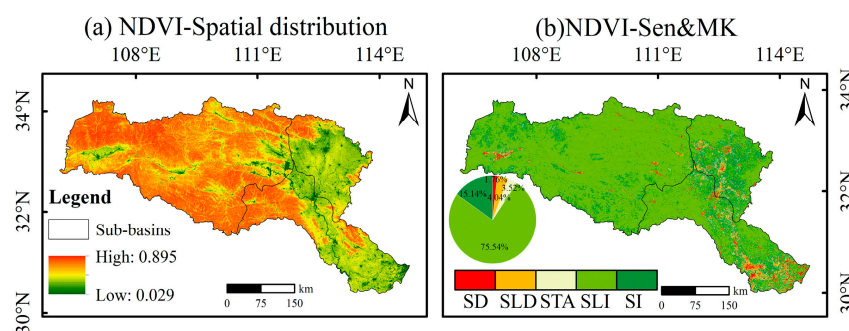 (a) NDVI-Spatial distribution
108°E 111°E 114°E
34°N
32°N
30°N
N
Legend
Sub-basins
High: 0.895
Low: 0.029
km
0 75 150
(b)NDVI-Sen&MK
108°E 111°E 114°E
34°N
32°N
30°N
N
3.52%
4.04%
15.14%
75.54%
SD SLD STA SLI SI
km
0 75 150